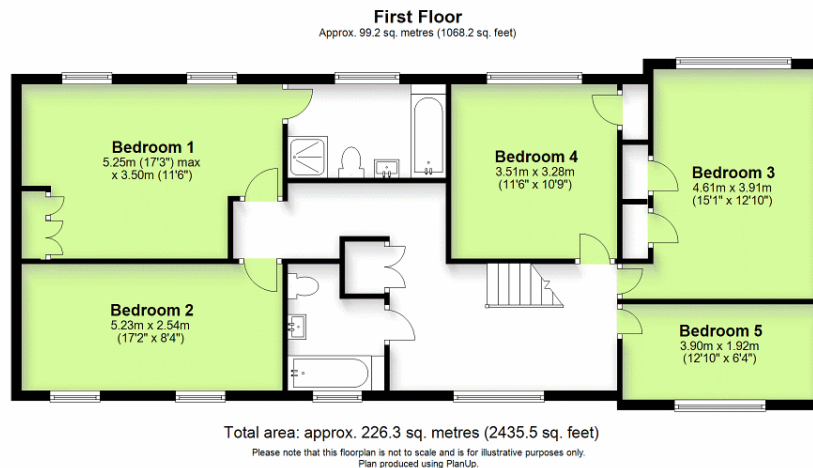 First Floor
Approx. 99.2 sq. metres (1068.2 sq. feet)
Bedroom 1
5.25m (17'3") max
x 3.50m (11'6")
Bedroom 4
3.51m x 3.28m
(11'6" x 10'9")
Bedroom 3
4.61m x 3.91m
(15'1" x 12'10")
Bedroom 2
5.23m x 2.54m
(17'2" x 8'4")
Bedroom 5
3.90m x 1.92m
(12'10" x 6'4")
Total area: approx. 226.3 sq. metres (2435.5 sq. feet)
Please note that this floorplan is not to scale and is for illustrative purposes only.
Plan produced using PlanUp.